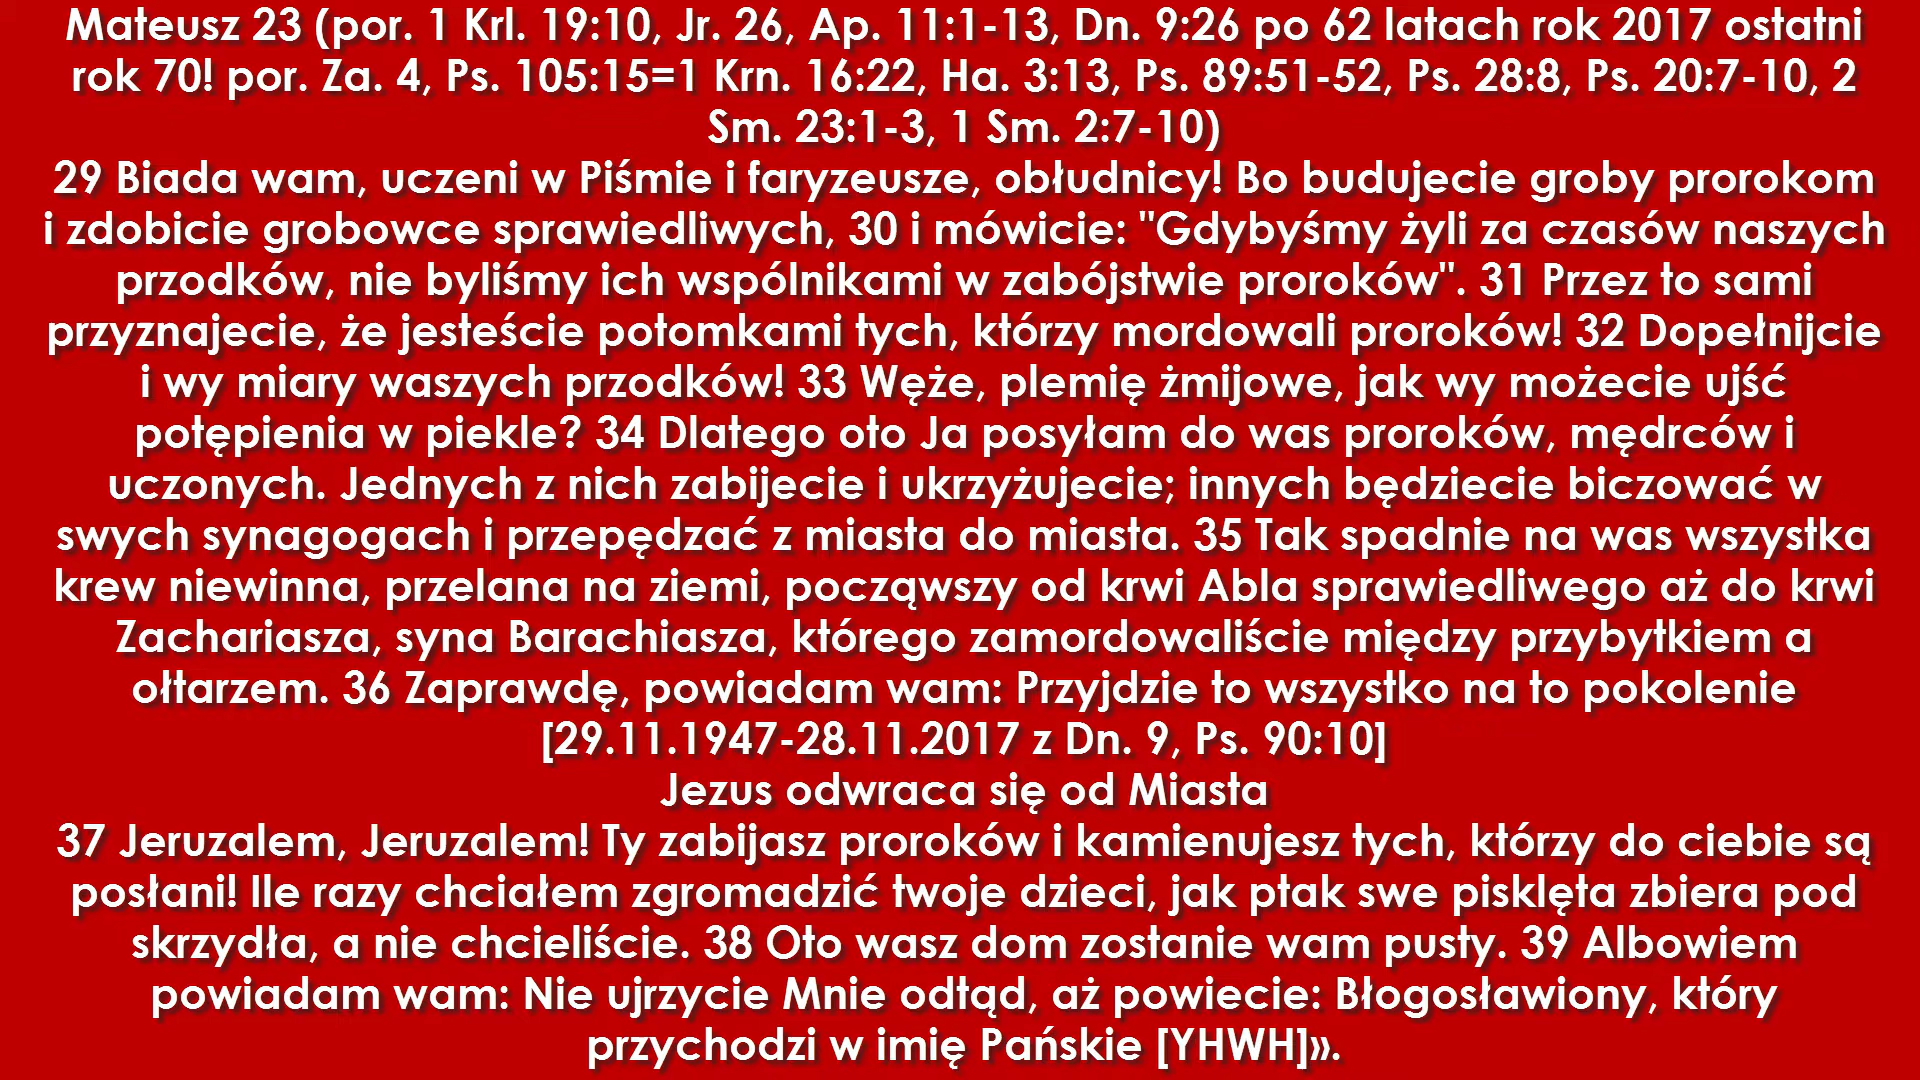 Mateusz 23 (por. 1 Krl. 19:10, Jr. 26, Ap. 11:1-13, Dn. 9:26 po 62 latach rok 2017 ostatni
rok 70! por. Za. 4, Ps. 105:15=1 Krn. 16:22, Ha. 3:13, Ps. 89:51-52, Ps. 28:8, Ps. 20:7-10, 2
Sm. 23:1-3, 1 Sm. 2:7-10)
29 Biada wam, uczeni w Piśmie i faryzeusze, obłudnicy! Bo budujecie groby prorokom
i zdobicie grobowce sprawiedliwych, 30 i mówicie: "Gdybyśmy żyli za czasów naszych
przodków, nie byliśmy ich wspólnikami w zabójstwie proroków". 31 Przez to sami
przyznajecie, że jesteście potomkami tych, którzy mordowali proroków! 32 Dopełnijcie
i wy miary waszych przodków! 33 Węże, plemię żmijowe, jak wy możecie ujść
potępienia w piekle? 34 Dlatego oto Ja posyłam do was proroków, mędrców i
uczonych. Jednych z nich zabijecie i ukrzyżujecie; innych będziecie biczować w
swych synagogach i przepędzać z miasta do miasta. 35 Tak spadnie na was wszystka
krew niewinna, przelana na ziemi, począwszy od krwi Abla sprawiedliwego aż do krwi
Zachariasza, syna Barachiasza, którego zamordowaliście między przybytkiem a
ołtarzem. 36 Zaprawdę, powiadam wam: Przyjdzie to wszystko na to pokolenie
[29.11.1947-28.11.2017 z Dn. 9, Ps. 90:10]
Jezus odwraca się od Miasta
37 Jeruzalem, Jeruzalem! Ty zabijasz proroków i kamienujesz tych, którzy do ciebie są
posłani! Ile razy chciałem zgromadzić twoje dzieci, jak ptak swe pisklęta zbiera pod
skrzydła, a nie chcieliście. 38 Oto wasz dom zostanie wam pusty. 39 Albowiem
powiadam wam: Nie ujrzycie Mnie odtąd, aż powiecie: Błogosławiony, który
przychodzi w imię Pańskie [YHWH]».